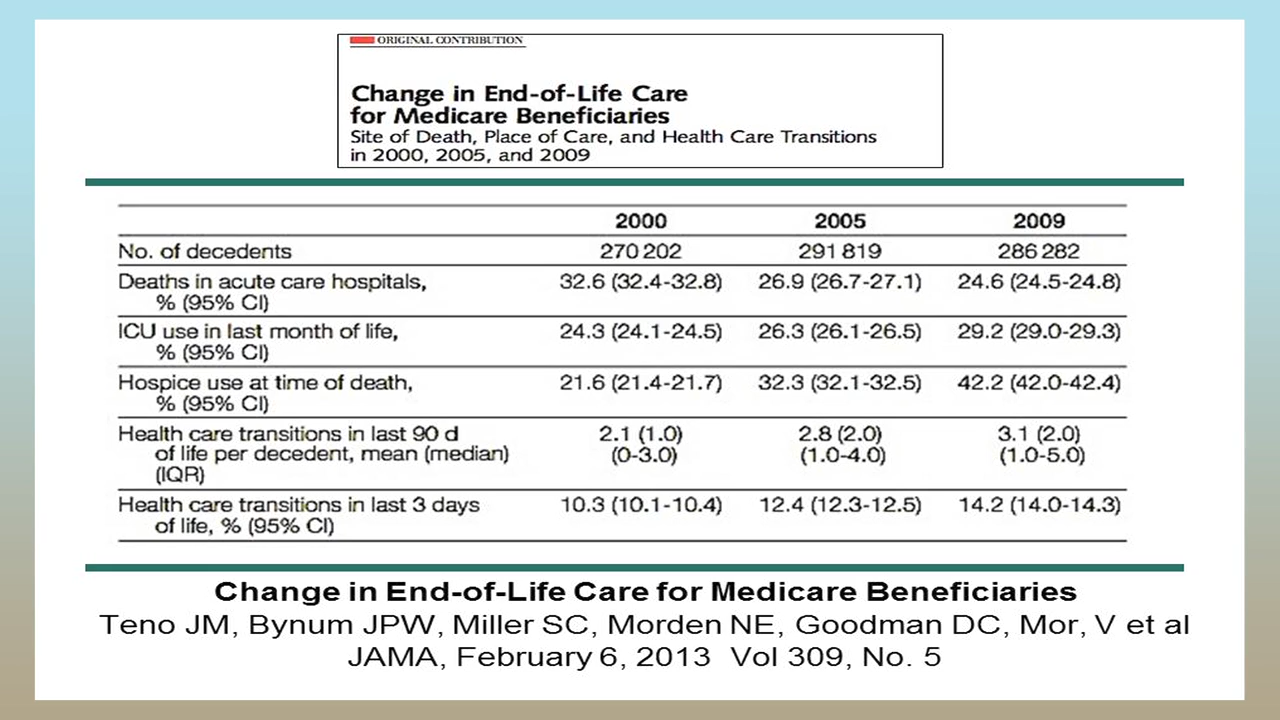 ORIGINAL CONTRIBUTION
Change in End-of-Life Care
for Medicare Beneficiaries
Site of Death, Place of Care, and Health Care Transitions
in 2000, 2005, and 2009
2000 2005 2009
No. of decedents 270 202 291 819 286 282
Deaths in acute care hospitals, 32.6 (32.4-32.8) 26.9 (26.7-27.1) 24.6 (24.5-24.8)
% (95% CI)
ICU use in last month of life, 24.3 (24.1-24.5) 26.3 (26.1-26.5) 29.2 (29.0-29.3)
% (95% CI)
Hospice use at time of death, 21.6 (21.4-21.7) 32.3 (32.1-32.5) 42.2 (42.0-42.4)
% (95% CI)
Health care transitions in last 90 d 2.1 (1.0) 2.8 (2.0) 3.1 (2.0)
of life per decedent, mean (median) (0-3.0) (1.0-4.0) (1.0-5.0)
(IQR)
Health care transitions in last 3 days 10.3 (10.1-10.4) 12.4 (12.3-12.5) 14.2 (14.0-14.3)
of life, % (95% CI)
Change in End-of-Life Care for Medicare Beneficiaries
Teno JM, Bynum JPW, Miller SC, Morden NE, Goodman DC, Mor, V et al
JAMA, February 6, 2013 Vol 309, No. 5